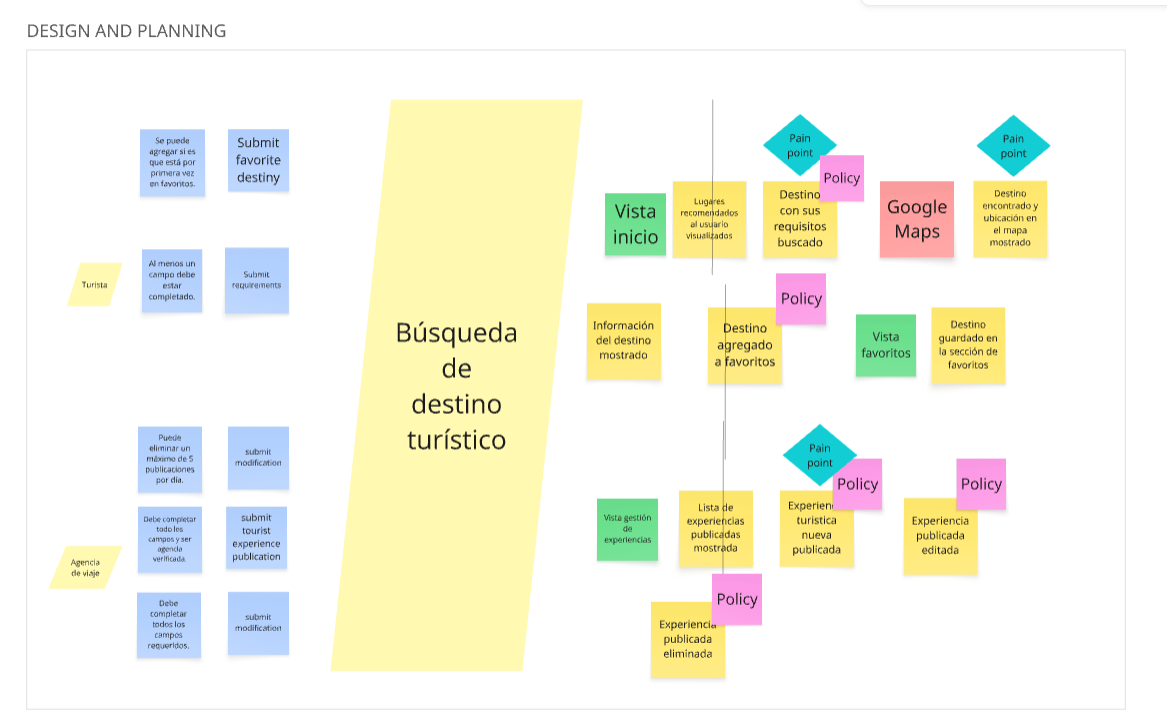 DESIGN AND PLANNING
Se puede
agregar si es
que está por
primera vez
en favoritos.
Submit
favorite
destiny
Turista
Al menos un
campo debe
estar
completado.
Submit
requirements
Puede
eliminar un
máximo de 5
publicaciones
por día.
submit
modification
Agencia
de viaje
Debe completar
todo los
campos y ser
agencia
verificada.
submit
tourist
experience
publication
Debe
completar
todos los
campos
requeridos.
submit
modification
Búsqueda
de
destino
turístico
Vista
inicio
Lugares
recomendados
al usuario
visualizados
Pain
point
Policy
Destino
con sus
requisitos
buscado
Google
Maps
Pain
point
Destino
encontrado y
ubicación en
el mapa
mostrado
Información
del destino
mostrado
Policy
Destino
agregado
a favoritos
Vista
favoritos
Destino
guardado en
la sección de
favoritos
Vista gestión
de
experiencias
Lista de
experiencias
publicadas
mostrada
Pain
point
Policy
Experien
turistica
nueva
publicada
Policy
Experiencia
publicada
editada
Policy
Experiencia
publicada
eliminada